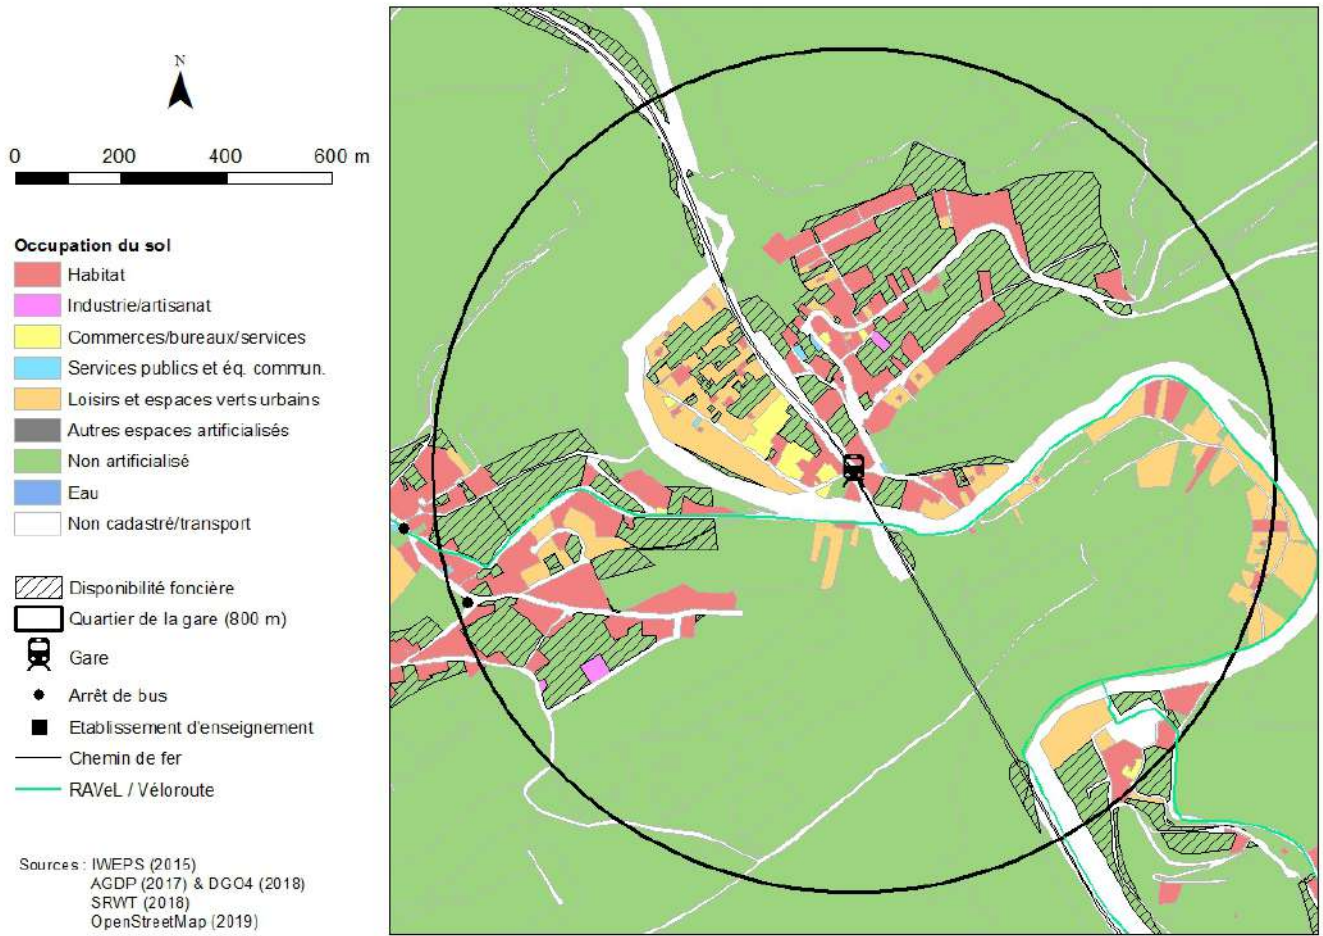 N
0 200 400 600 m
Occupation du sol
Habitat
Industrie/artisanat
Commerces/bureaux/services
Services publics et éq. commun.
Loisirs et espaces verts urbains
Autres espaces artificialisés
Non artificialisé
Eau
Non cadastré/transport
Disponibilité foncière
Quartier de la gare (800 m)
Gare
Arrêt de bus
Etablissement d'enseignement
Chemin de fer
RAVeL / Véloroute
Sources : IWEPS (2015)
AGDP (2017) & DGO4 (2018)
SRWT (2018)
OpenStreetMap (2019)